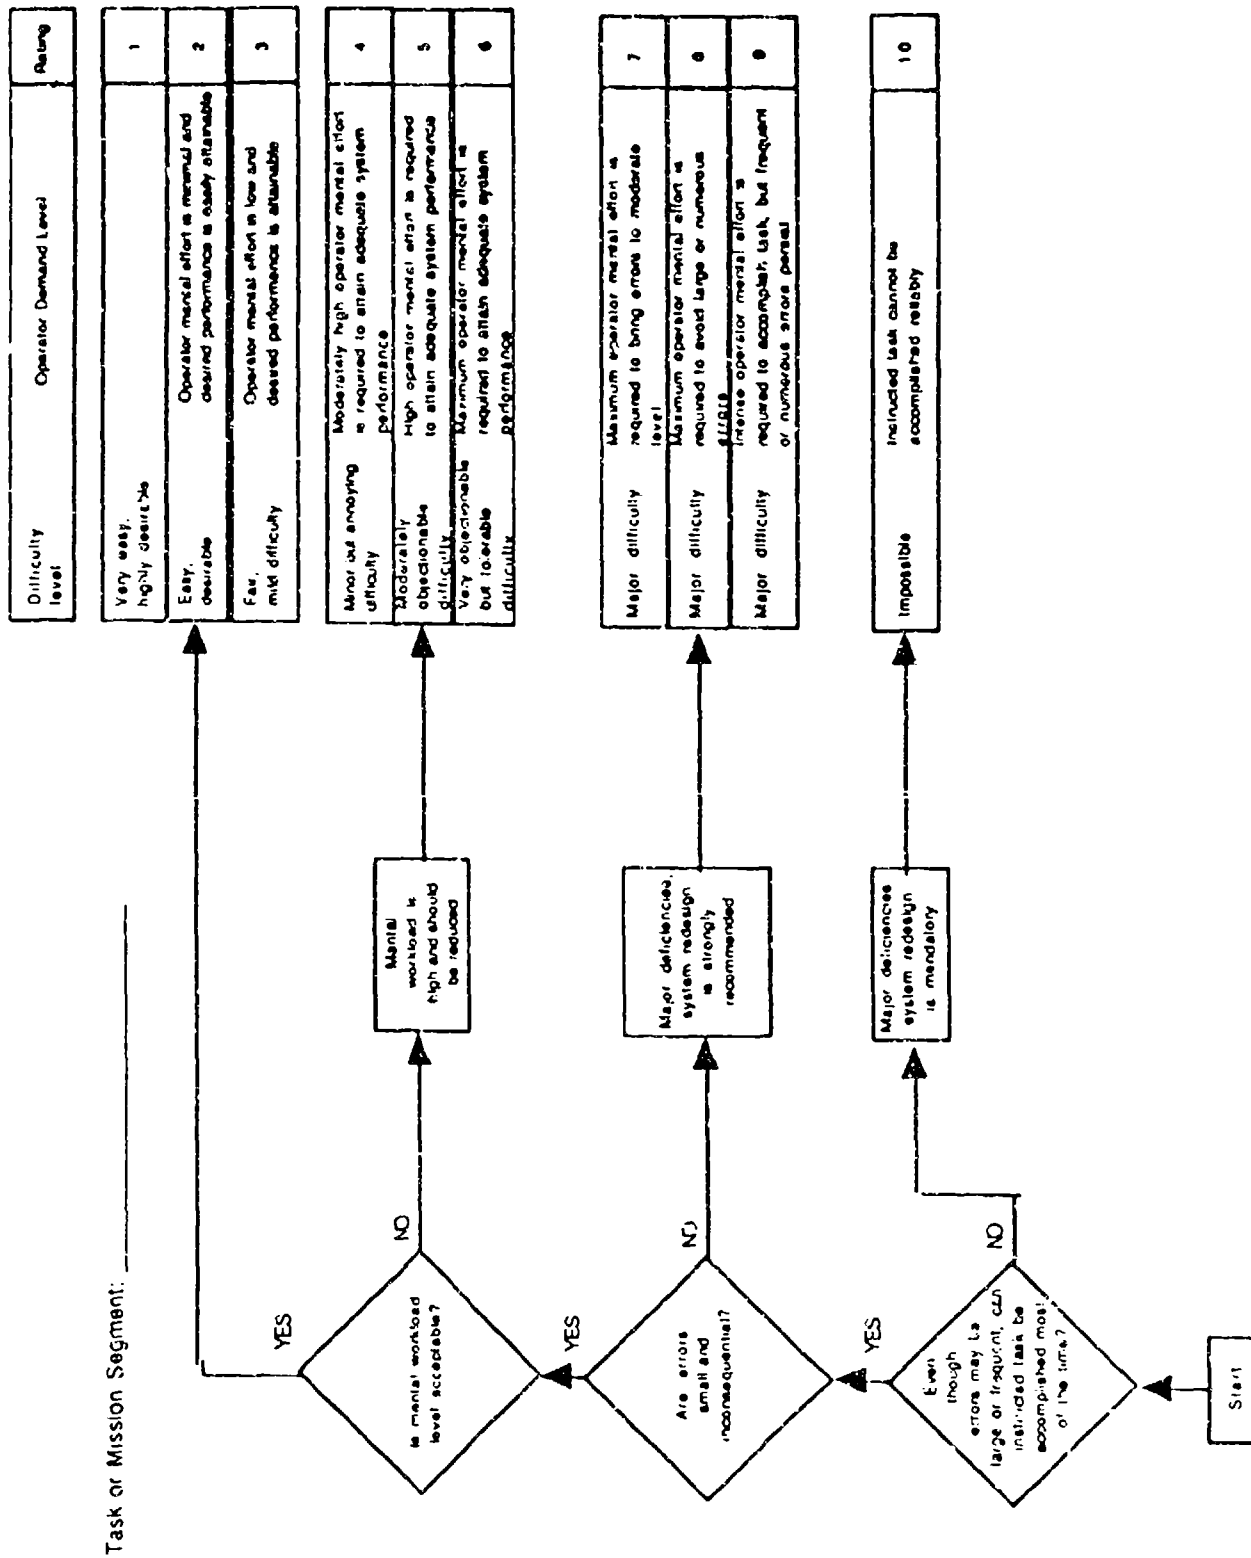 Task or Mission Segment:
Difficulty
level
Operator Demand Level
Rating
Very easy,
highly desirable
1
Easy,
desirable
Operator mental effort is minimal and
desired performance is easily attainable
2
Fair,
mild difficulty
Operator mental effort is low and
desired performance is attainable
3
Minor but annoying
difficulty
Moderately high operator mental effort
is required to attain adequate system
performance
4
Moderately
objectionable
difficulty
High operator mental effort is required
to attain adequate system performance
5
Very objectionable
but tolerable
difficulty
Maximum operator mental effort is
required to attain adequate system
performance
6
Major difficulty
Maximum operator mental effort is
required to bring errors to moderate
level
7
Major difficulty
Maximum operator mental effort is
required to avoid large or numerous
errors
8
Major difficulty
Intense operator mental effort is
required to accomplish task, but frequent
or numerous errors persist
9
Impossible
Instructed task cannot be
accomplished reliably
10
YES
Is mental workload
level acceptable?
NO
Mental
workload is
high and should
be reduced
YES
Are errors
small and
inconsequential?
NO
Major deficiencies,
system redesign
is strongly
recommended
YES
Even
though
errors may be
large or frequent, can
instructed task be
accomplished most
of the time?
NO
Major deficiencies
system redesign
is mandatory
Start